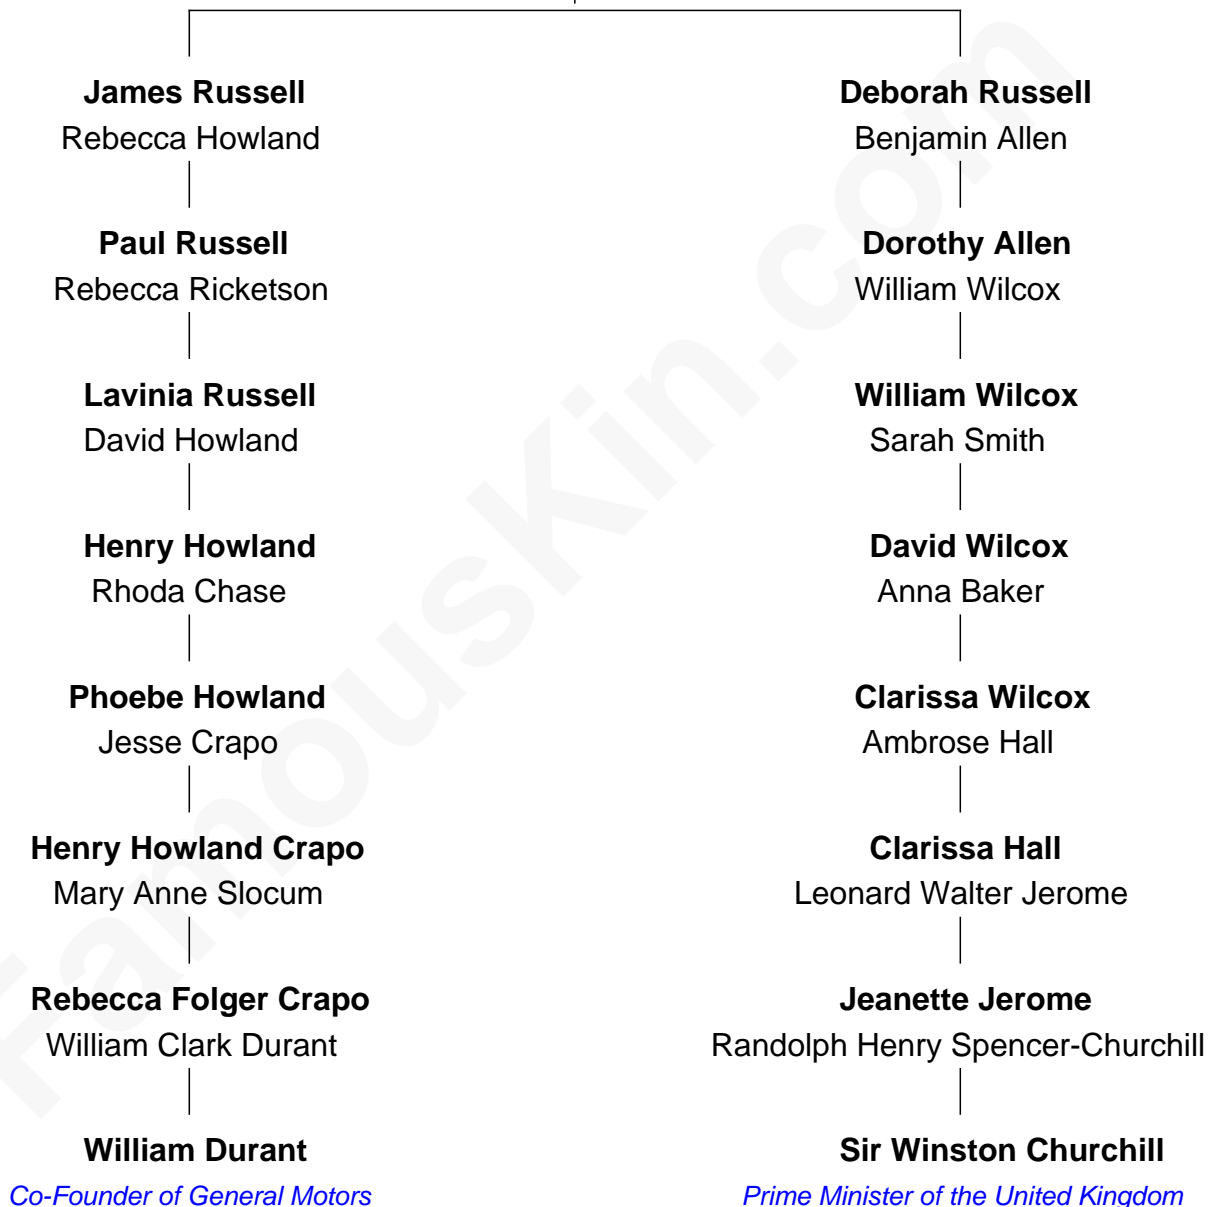 James Russell
Rebecca Howland
Paul Russell
Rebecca Ricketson
Lavinia Russell
David Howland
Henry Howland
Rhoda Chase
Phoebe Howland
Jesse Crapo
Henry Howland Crapo
Mary Anne Slocum
Rebecca Folger Crapo
William Clark Durant
William Durant
Co-Founder of General Motors
Deborah Russell
Benjamin Allen
Dorothy Allen
William Wilcox
William Wilcox
Sarah Smith
David Wilcox
Anna Baker
Clarissa Wilcox
Ambrose Hall
Clarissa Hall
Leonard Walter Jerome
Jeanette Jerome
Randolph Henry Spencer-Churchill
Sir Winston Churchill
Prime Minister of the United Kingdom
FamousKin.com